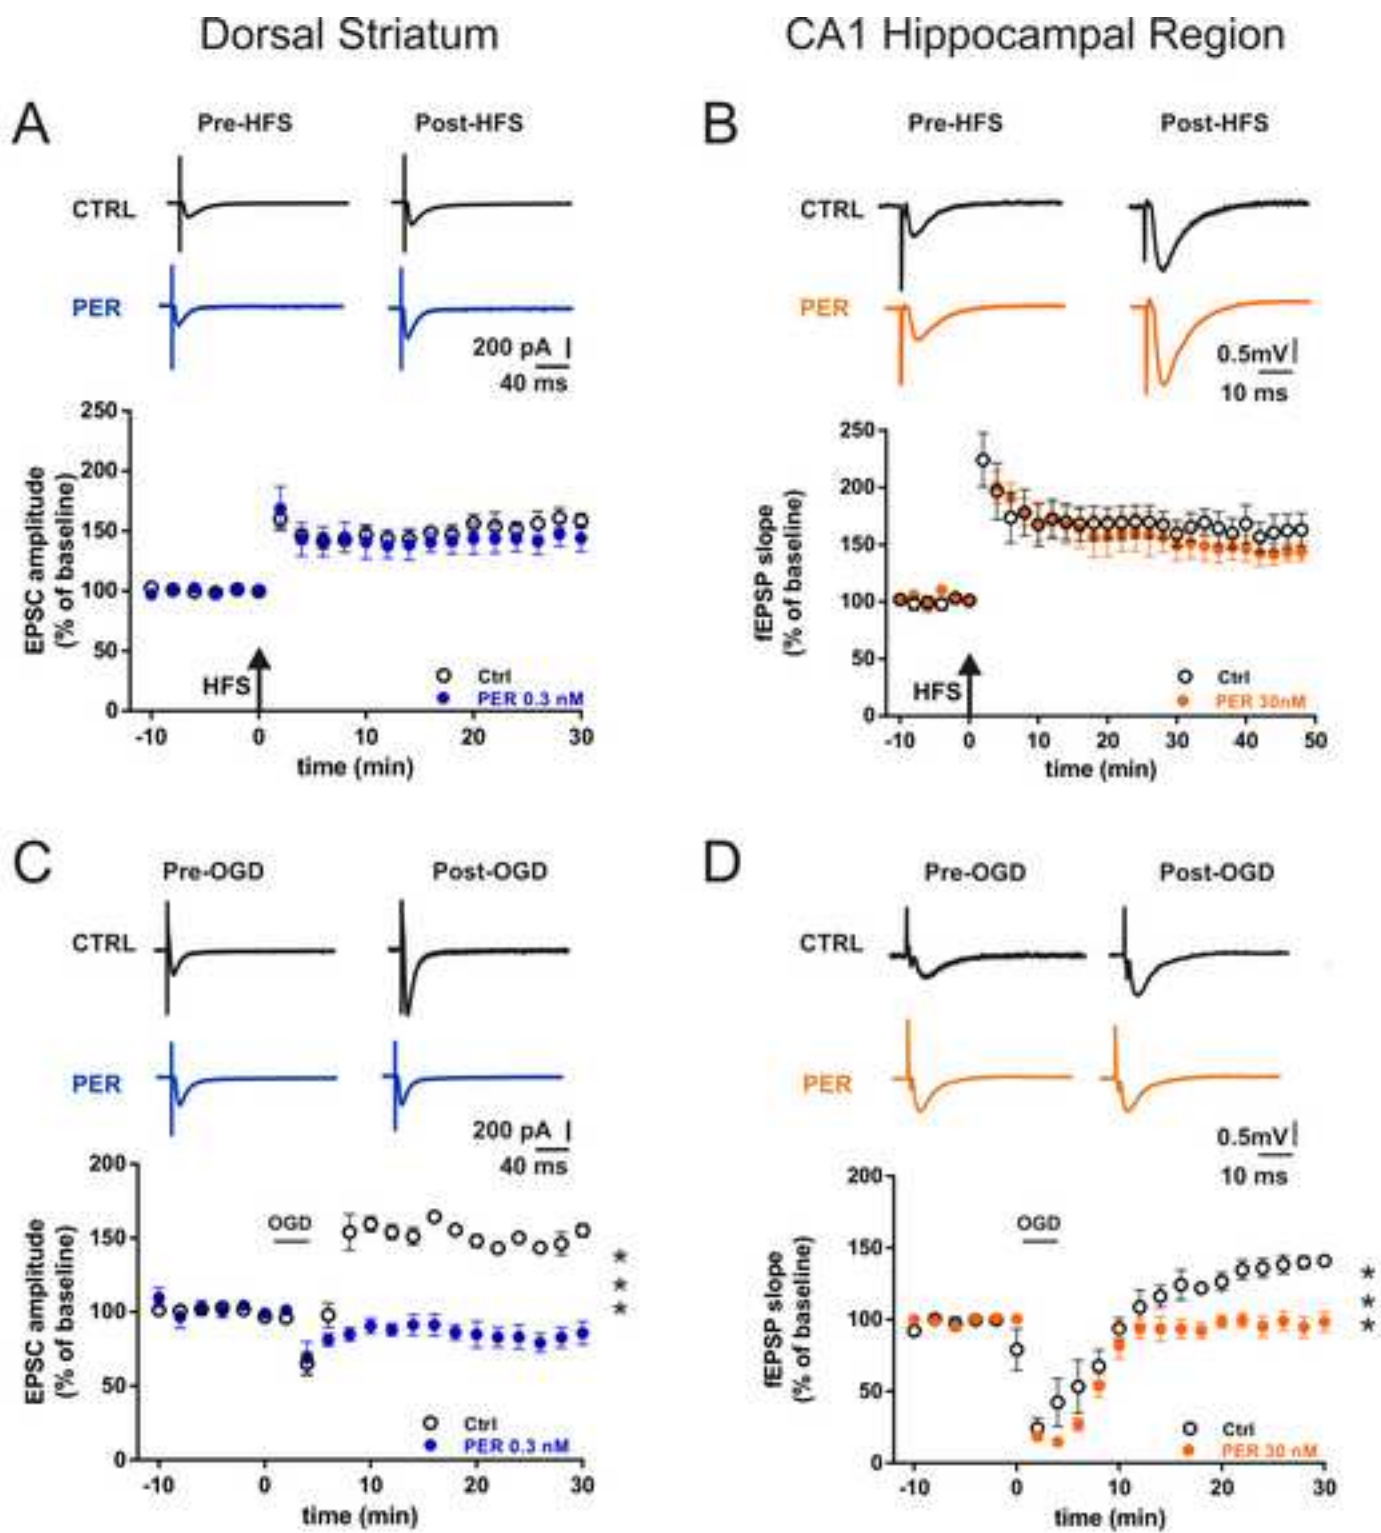 Dorsal Striatum
CA1 Hippocampal Region
A
Pre-HFS
Post-HFS
CTRL
PER
200 pA
40 ms
EPSC amplitude
(% of baseline)
250
200
150
100
50
0
HFS
Ctrl
PER 0.3 nM
-10
0
10
20
30
time (min)
B
Pre-HFS
Post-HFS
CTRL
PER
0.5mV
10 ms
fEPSP slope
(% of baseline)
250
200
150
100
50
0
HFS
Ctrl
PER 30nM
-10
0
10
20
30
40
50
time (min)
C
Pre-OGD
Post-OGD
CTRL
PER
200 pA
40 ms
EPSC amplitude
(% of baseline)
200
150
100
50
0
OGD
* * *
Ctrl
PER 0.3 nM
-10
0
10
20
30
time (min)
D
Pre-OGD
Post-OGD
CTRL
PER
0.5mV
10 ms
fEPSP slope
(% of baseline)
200
150
100
50
0
OGD
* * *
Ctrl
PER 30 nM
-10
0
10
20
30
time (min)